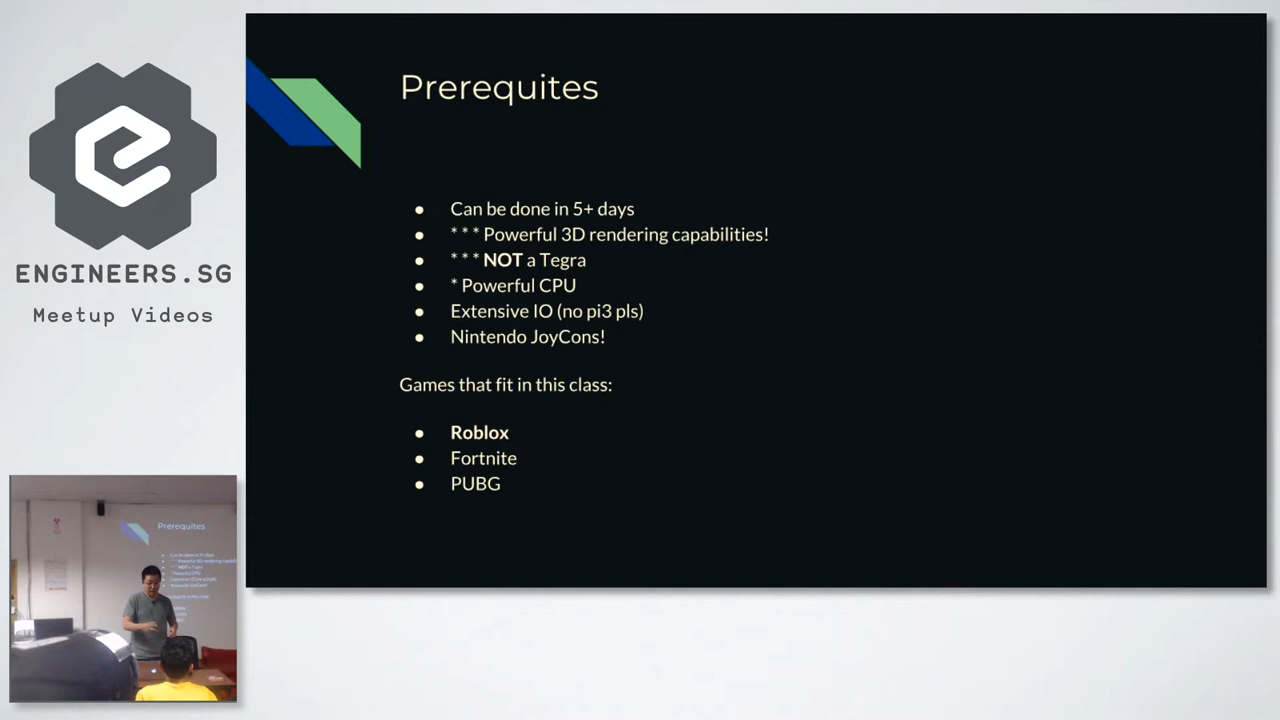 ENGINEERS.SG
Meetup Videos
Prerequites
● Can be done in 5+ days
● * * * Powerful 3D rendering capabilities!
● * * * NOT a Tegra
● * Powerful CPU
● Extensive IO (no pi3 pls)
● Nintendo JoyCons!
Games that fit in this class:
● Roblox
● Fortnite
● PUBG
Prerequites